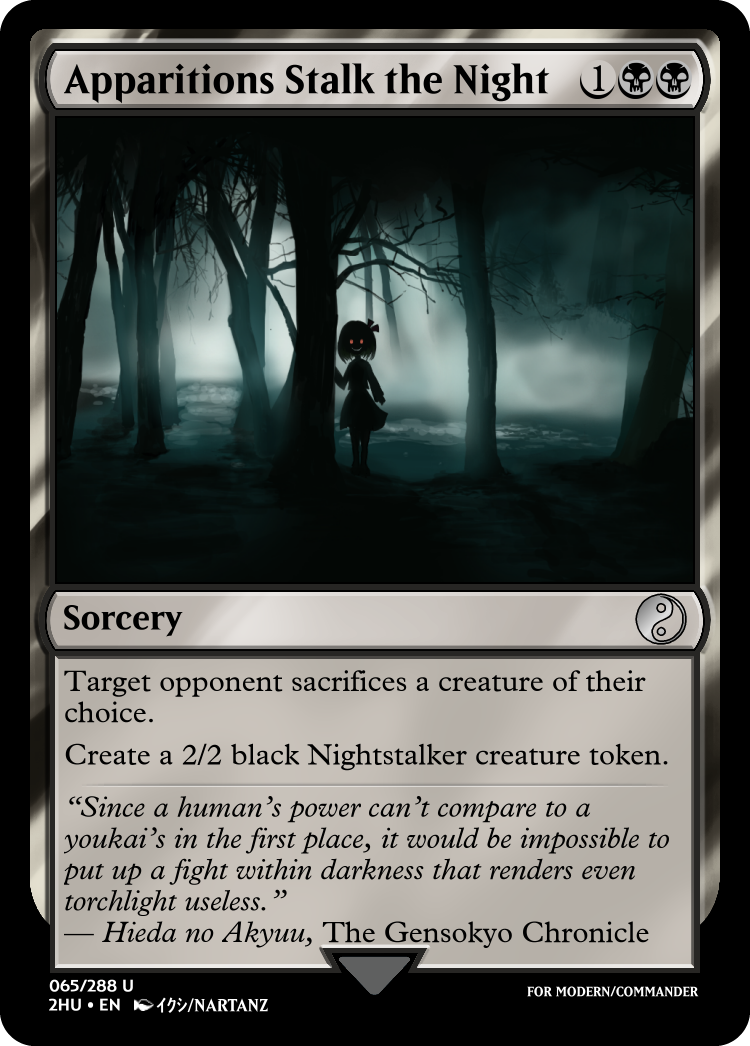 Apparitions Stalk the Night 1
Sorcery
Target opponent sacrifices a creature of their
choice.
Create a 2/2 black Nightstalker creature token.
“Since a human’s power can’t compare to a
youkai’s in the first place, it would be impossible to
put up a fight within darkness that renders even
torchlight useless.”
— Hieda no Akyuu, The Gensokyo Chronicle
065/288 U
2HU • EN イクシ/NARTANZ
FOR MODERN/COMMANDER